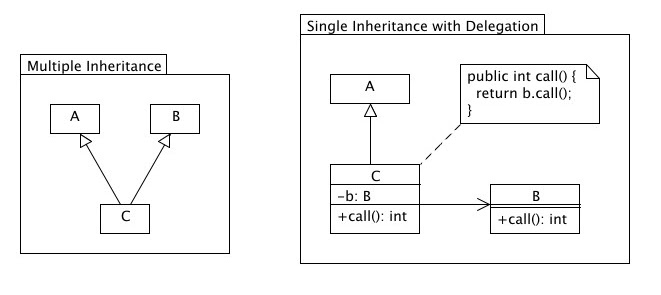 Multiple Inheritance
A
B
C
Single Inheritance with Delegation
A
public int call() {
return b.call();
}
C
-b: B
+call(): int
B
+call(): int